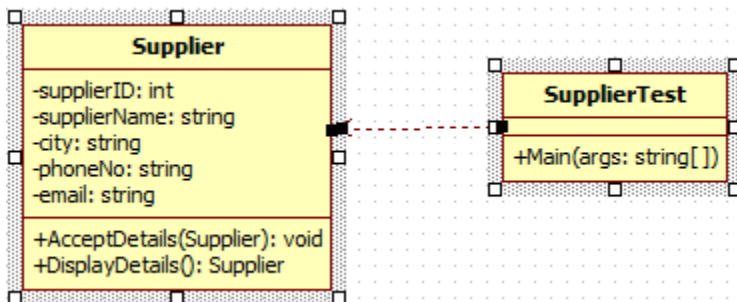 Supplier
-supplierID: int
-supplierName: string
-city: string
-phoneNo: string
-email: string
+AcceptDetails(Supplier): void
+DisplayDetails(): Supplier
SupplierTest
+Main(args: string[])